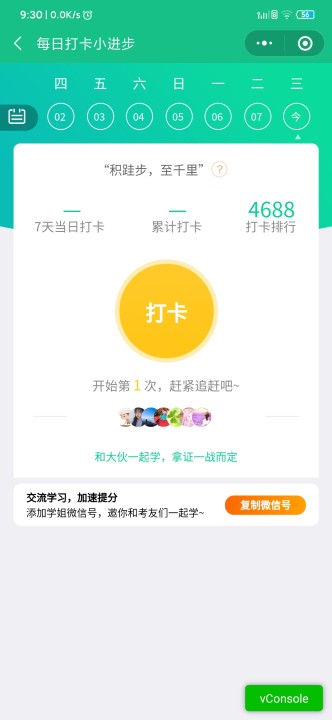 9:30 | 0.0K/s
56
每日打卡小进步
四 五 六 日 一 二 三
02 03 04 05 06 07 今
“积跬步，至千里” ?
— — 4688
7天当日打卡 累计打卡 打卡排行
打卡
开始第 1 次，赶紧追赶吧~
和大伙一起学，拿证一战而定
交流学习，加速提分
添加学姐微信号，邀你和考友们一起学~
复制微信号
vConsole